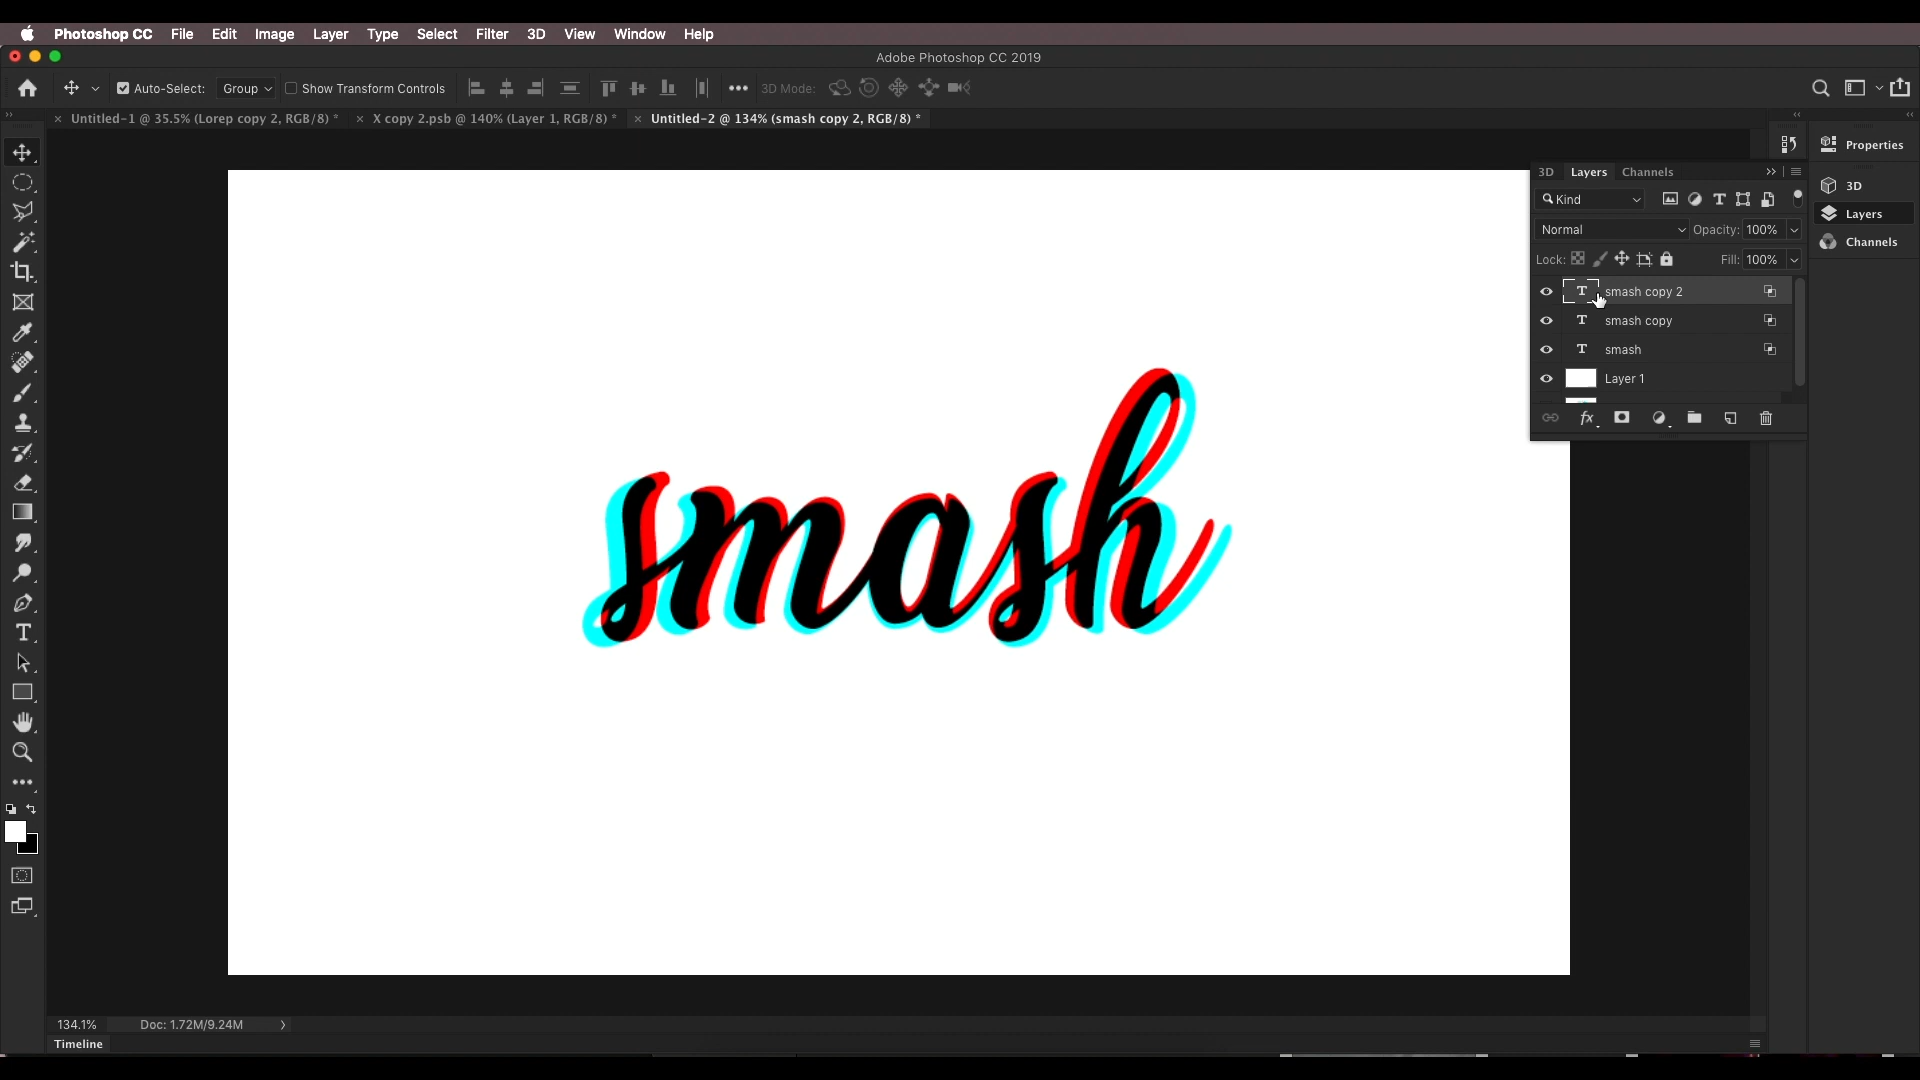 Photoshop CC File Edit Image Layer Type Select Filter 3D View Window Help
Adobe Photoshop CC 2019
Auto-Select: Group Show Transform Controls 3D Mode:
× Untitled-1 @ 35.5% (Lorep copy 2, RGB/8) * × X copy 2.psb @ 140% (Layer 1, RGB/8) * × Untitled-2 @ 134% (smash copy 2, RGB/8) *
Properties
3D
Layers
Channels
3D Layers Channels
Kind
Normal Opacity: 100%
Lock: Fill: 100%
T smash copy 2
T smash copy
T smash
Layer 1
fx
smash
134.1% Doc: 1.72M/9.24M
Timeline